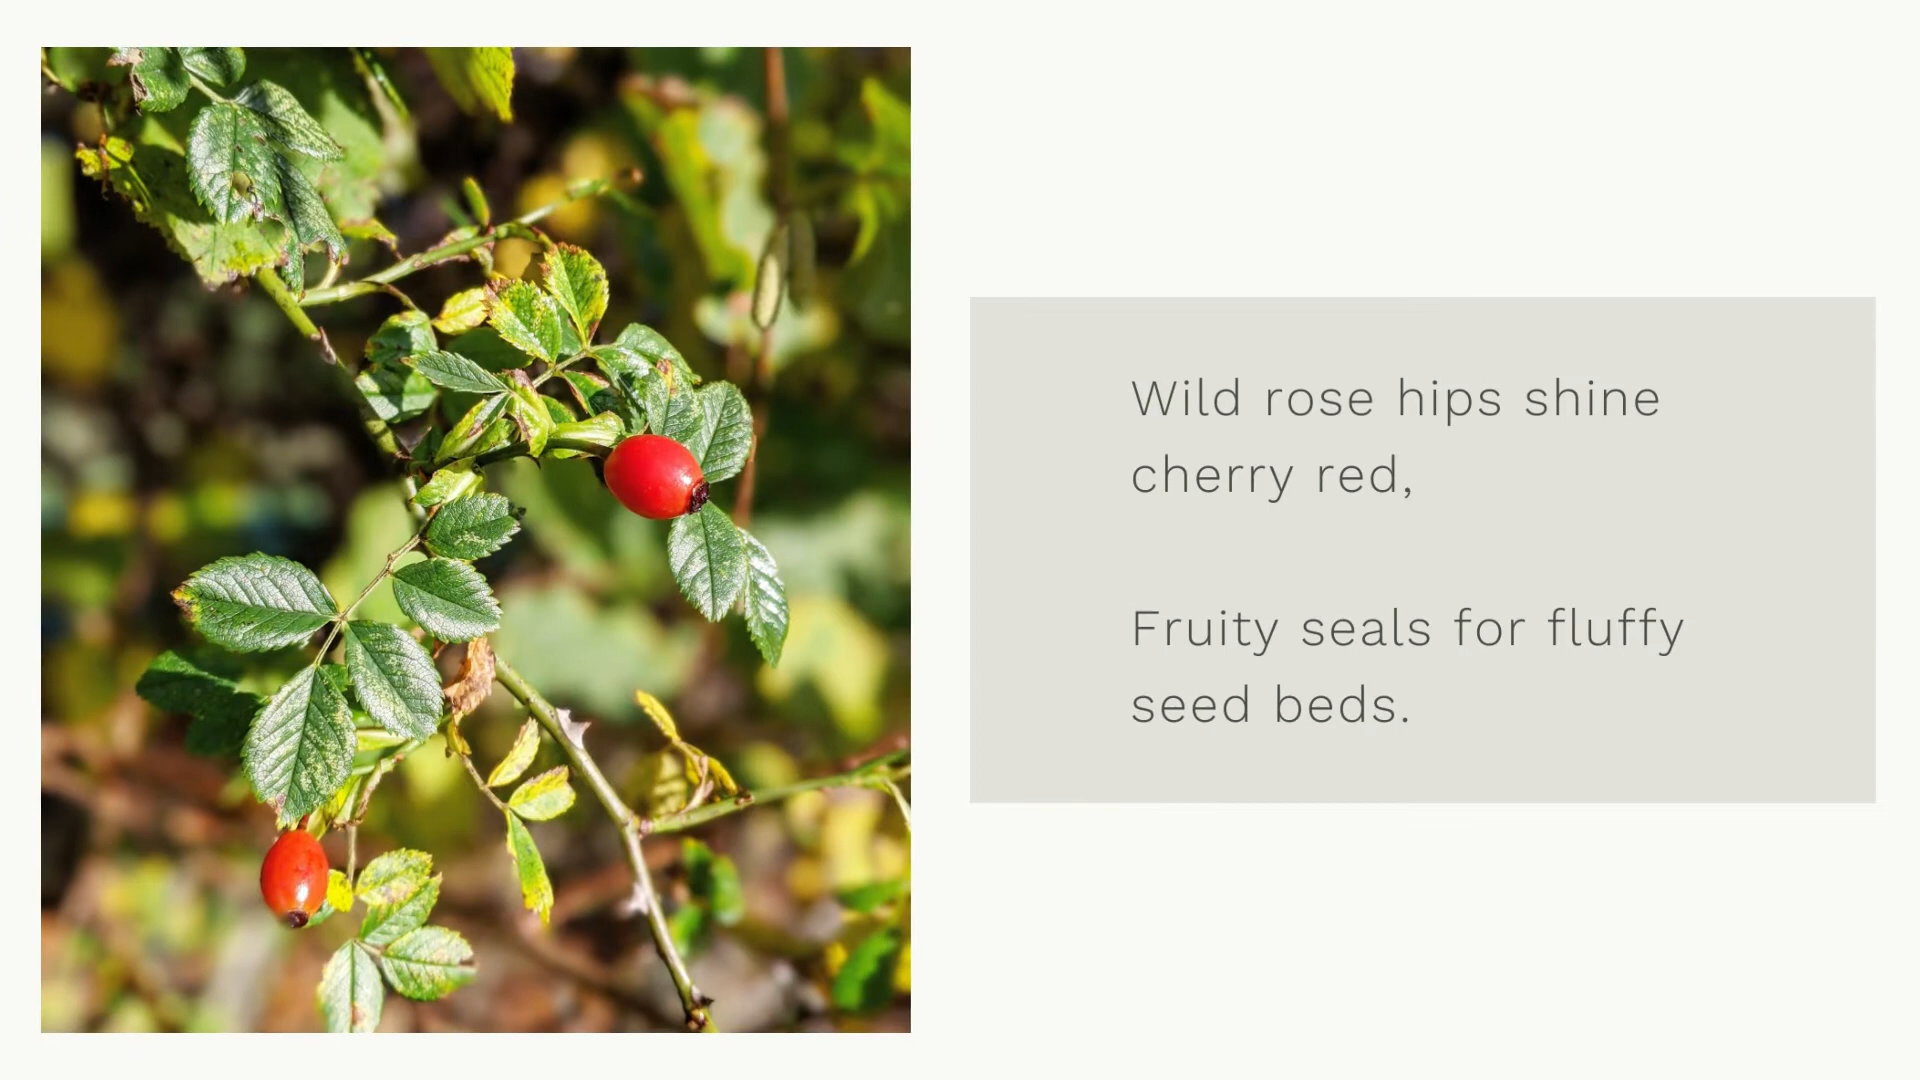 Wild rose hips shine
cherry red,
Fruity seals for fluffy
seed beds.